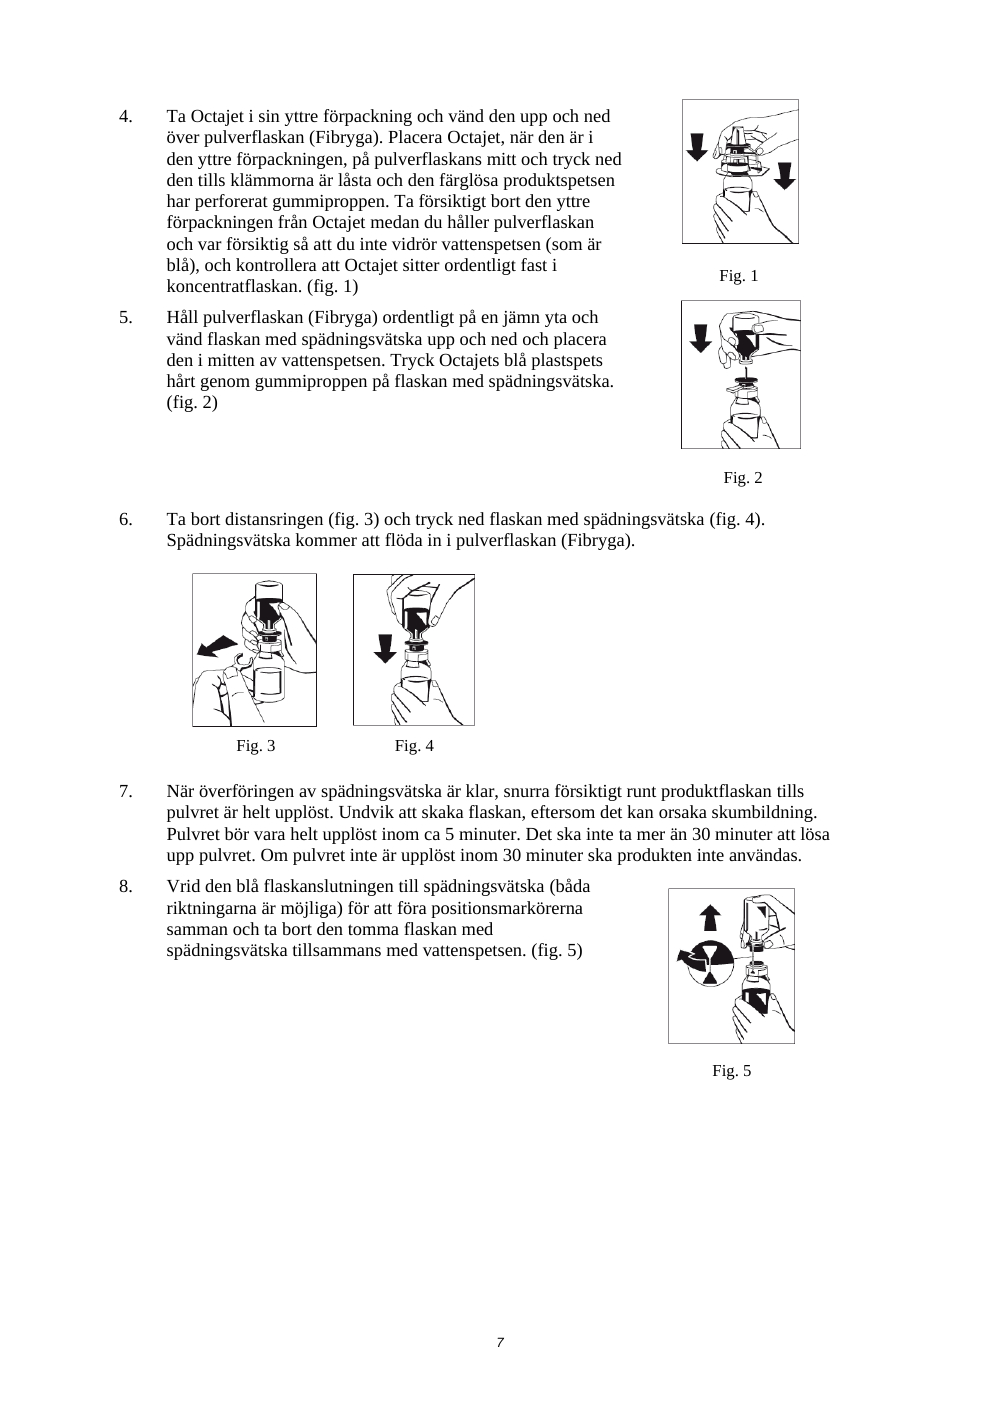 4. Ta Octajet i sin yttre förpackning och vänd den upp och ned
över pulverflaskan (Fibryga). Placera Octajet, när den är i
den yttre förpackningen, på pulverflaskans mitt och tryck ned
den tills klämmorna är låsta och den färglösa produktspetsen
har perforerat gummiproppen. Ta försiktigt bort den yttre
förpackningen från Octajet medan du håller pulverflaskan
och var försiktig så att du inte vidrör vattenspetsen (som är
blå), och kontrollera att Octajet sitter ordentligt fast i
koncentratflaskan. (fig. 1)
Fig. 1
5. Håll pulverflaskan (Fibryga) ordentligt på en jämn yta och
vänd flaskan med spädningsvätska upp och ned och placera
den i mitten av vattenspetsen. Tryck Octajets blå plastspets
hårt genom gummiproppen på flaskan med spädningsvätska.
(fig. 2)
Fig. 2
6. Ta bort distansringen (fig. 3) och tryck ned flaskan med spädningsvätska (fig. 4).
Spädningsvätska kommer att flöda in i pulverflaskan (Fibryga).
Fig. 3 Fig. 4
7. När överföringen av spädningsvätska är klar, snurra försiktigt runt produktflaskan tills
pulvret är helt upplöst. Undvik att skaka flaskan, eftersom det kan orsaka skumbildning.
Pulvret bör vara helt upplöst inom ca 5 minuter. Det ska inte ta mer än 30 minuter att lösa
upp pulvret. Om pulvret inte är upplöst inom 30 minuter ska produkten inte användas.
8. Vrid den blå flaskanslutningen till spädningsvätska (båda
riktningarna är möjliga) för att föra positionsmarkörerna
samman och ta bort den tomma flaskan med
spädningsvätska tillsammans med vattenspetsen. (fig. 5)
Fig. 5
7